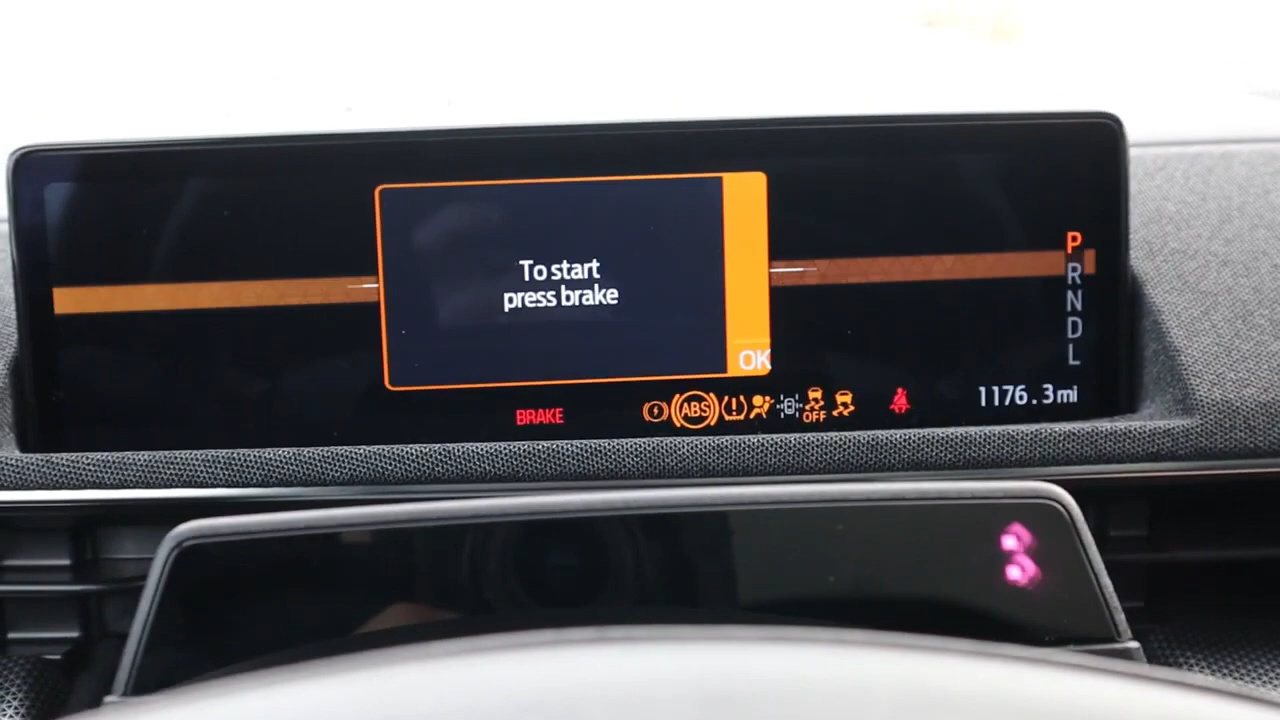 To start
press brake
OK
P
R
N
D
L
BRAKE
ABS
OFF
1176.3mi